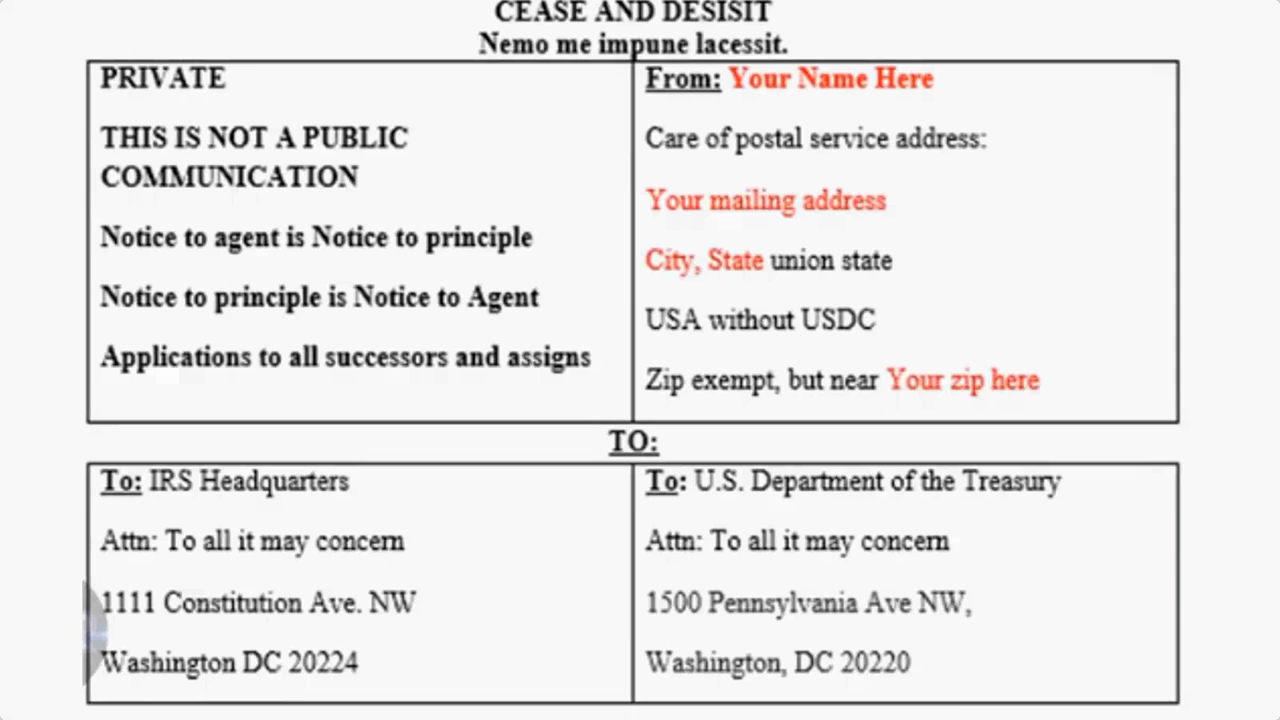 CEASE AND DESISIT
Nemo me impune lacessit.
PRIVATE
THIS IS NOT A PUBLIC
COMMUNICATION
Notice to agent is Notice to principle
Notice to principle is Notice to Agent
Applications to all successors and assigns
From: Your Name Here
Care of postal service address:
Your mailing address
City, State union state
USA without USDC
Zip exempt, but near Your zip here
TO:
To: IRS Headquarters
Attn: To all it may concern
1111 Constitution Ave. NW
Washington DC 20224
To: U.S. Department of the Treasury
Attn: To all it may concern
1500 Pennsylvania Ave NW,
Washington, DC 20220